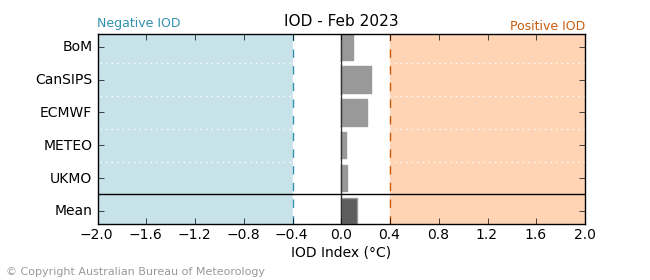 IOD - Feb 2023
Negative IOD
Positive IOD
BoM
CanSIPS
ECMWF
METEO
UKMO
Mean
−2.0 −1.6 −1.2 −0.8 −0.4 0.0 0.4 0.8 1.2 1.6 2.0
IOD Index (°C)
© Copyright Australian Bureau of Meteorology